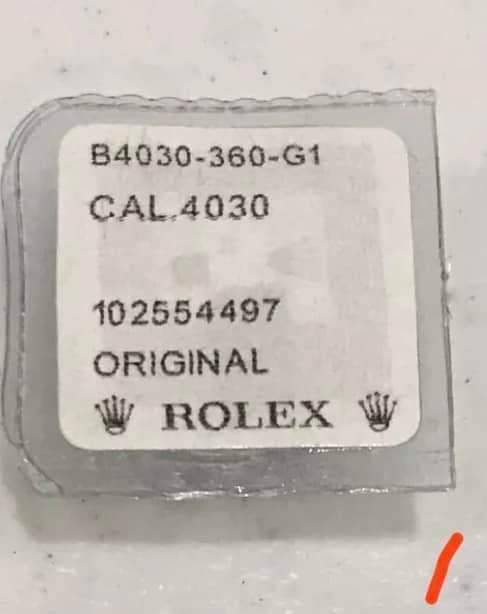 B4030-360-G1
CAL.4030
102554497
ORIGINAL
ROLEX